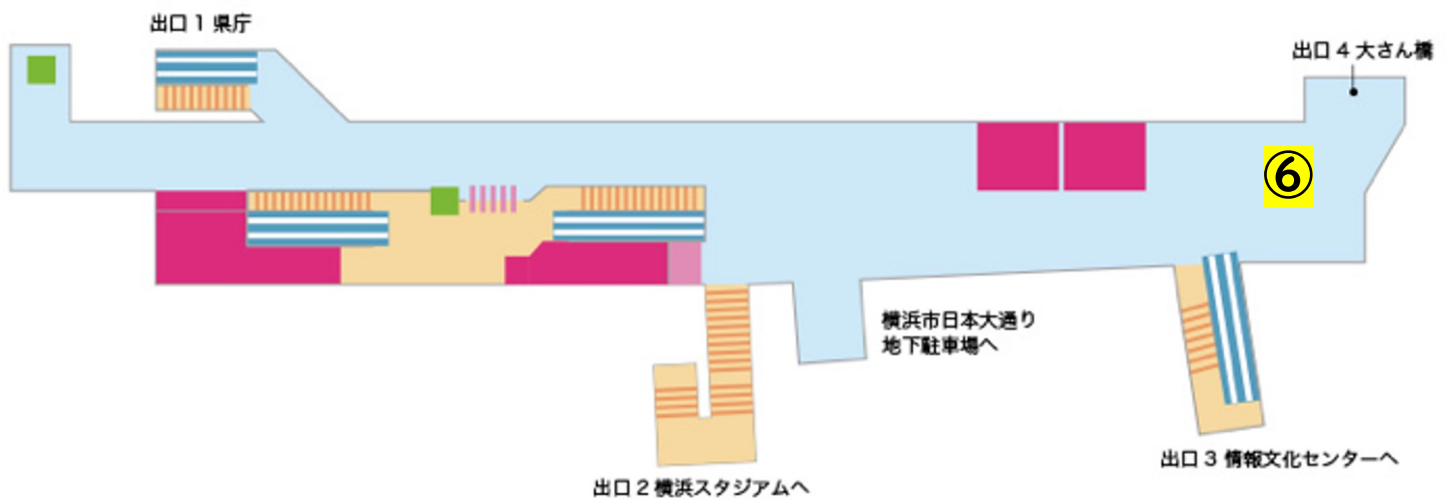 出口 1 県庁
出口 4 大さん橋
⑥
横浜市日本大通り
地下駐車場へ
出口 3 情報文化センターへ
出口 2 横浜スタジアムへ